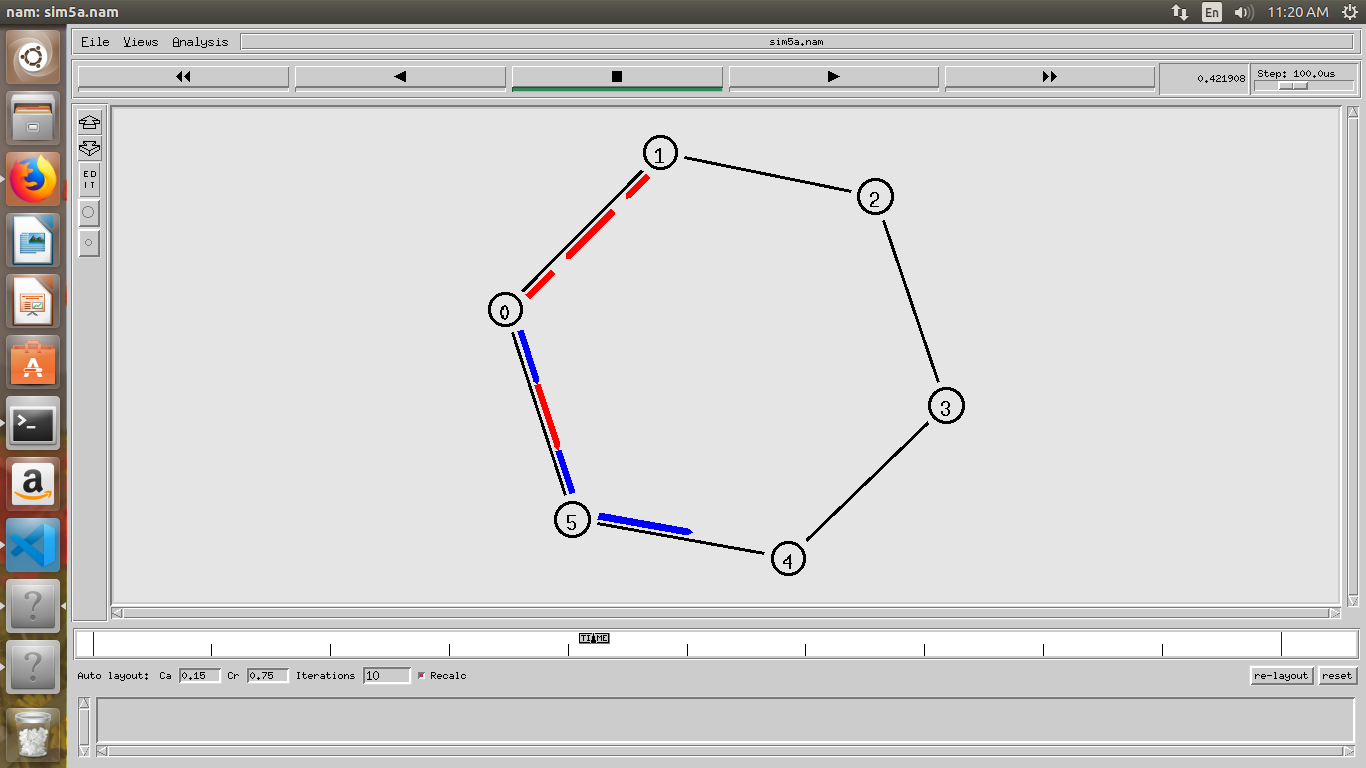 nam: sim5a.nam
En
11:20 AM
File Views Analysis
sim5a.nam
0.421908
Step: 100.0us
ED
IT
1
2
0
3
5
4
TIME
Auto layout: Ca 0.15 Cr 0.75 Iterations 10 Recalc
re-layout reset